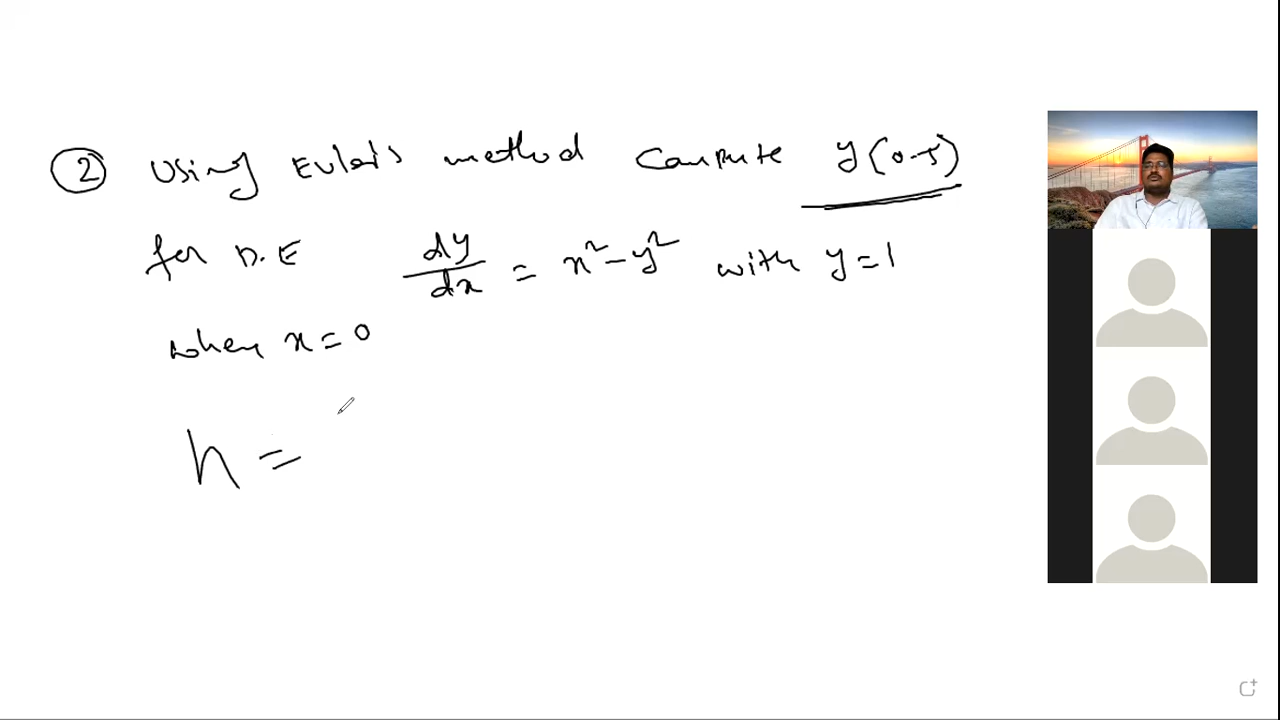 ② Using Euler's method Compute y(0.5)
for D.E dy/dx = x² - y² with y = 1
when x = 0
h =